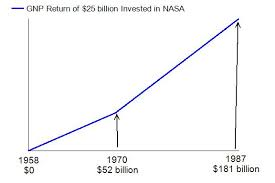 GNP Return of $25 billion Invested in NASA
1958 1970 1987
$0 $52 billion $181 billion